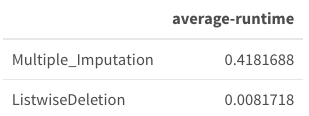 average-runtime
Multiple_Imputation 0.4181688
ListwiseDeletion 0.0081718